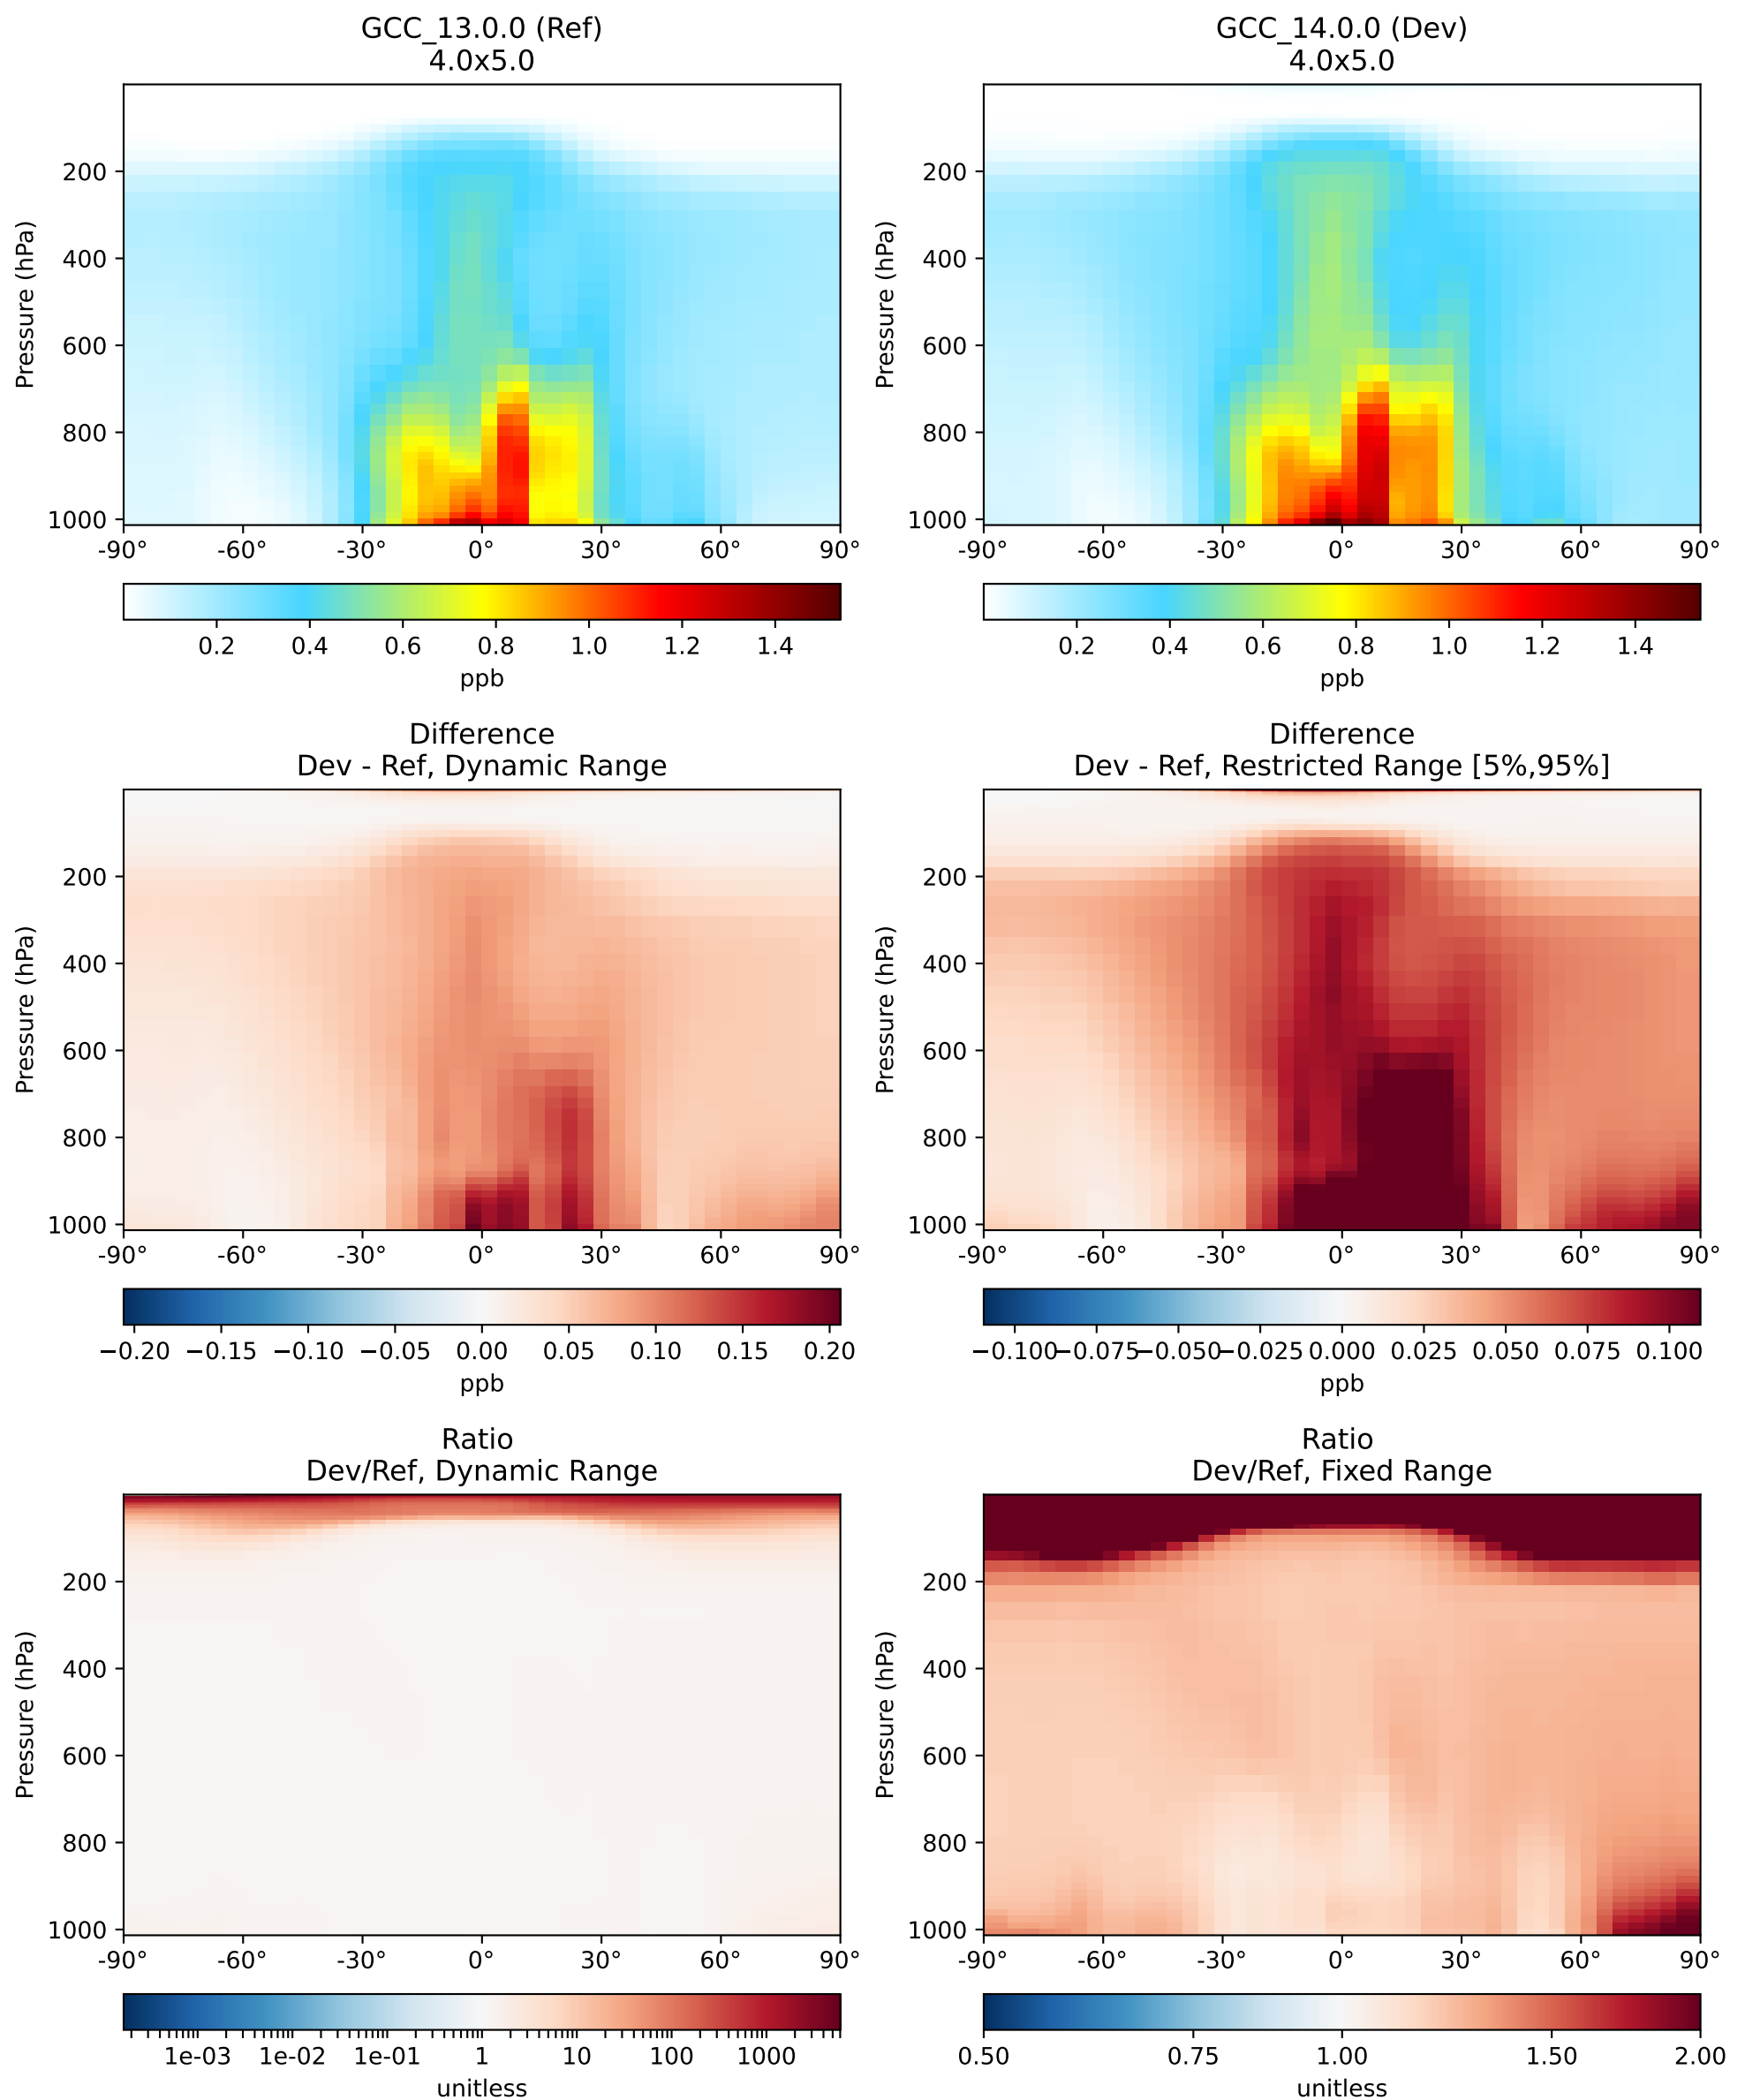 GCC_13.0.0 (Ref)
4.0x5.0
GCC_14.0.0 (Dev)
4.0x5.0
Pressure (hPa)
200
400
600
800
1000
-90° -60° -30° 0° 30° 60° 90°
0.2 0.4 0.6 0.8 1.0 1.2 1.4
ppb
Pressure (hPa)
200
400
600
800
1000
-90° -60° -30° 0° 30° 60° 90°
0.2 0.4 0.6 0.8 1.0 1.2 1.4
ppb
Difference
Dev - Ref, Dynamic Range
Difference
Dev - Ref, Restricted Range [5%,95%]
Pressure (hPa)
200
400
600
800
1000
-90° -60° -30° 0° 30° 60° 90°
−0.20 −0.15 −0.10 −0.05 0.00 0.05 0.10 0.15 0.20
ppb
Pressure (hPa)
200
400
600
800
1000
-90° -60° -30° 0° 30° 60° 90°
−0.100 −0.075 −0.050 −0.025 0.000 0.025 0.050 0.075 0.100
ppb
Ratio
Dev/Ref, Dynamic Range
Ratio
Dev/Ref, Fixed Range
Pressure (hPa)
200
400
600
800
1000
-90° -60° -30° 0° 30° 60° 90°
1e-03 1e-02 1e-01 1 10 100 1000
unitless
Pressure (hPa)
200
400
600
800
1000
-90° -60° -30° 0° 30° 60° 90°
0.50 0.75 1.00 1.50 2.00
unitless